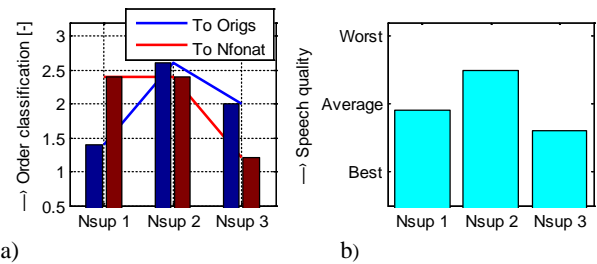 To Origs
To Nfonat
—› Order classification [-]
3
2.5
2
1.5
1
0.5
Nsup 1 Nsup 2 Nsup 3
a)
—› Speech quality
Worst
Average
Best
Nsup 1 Nsup 2 Nsup 3
b)